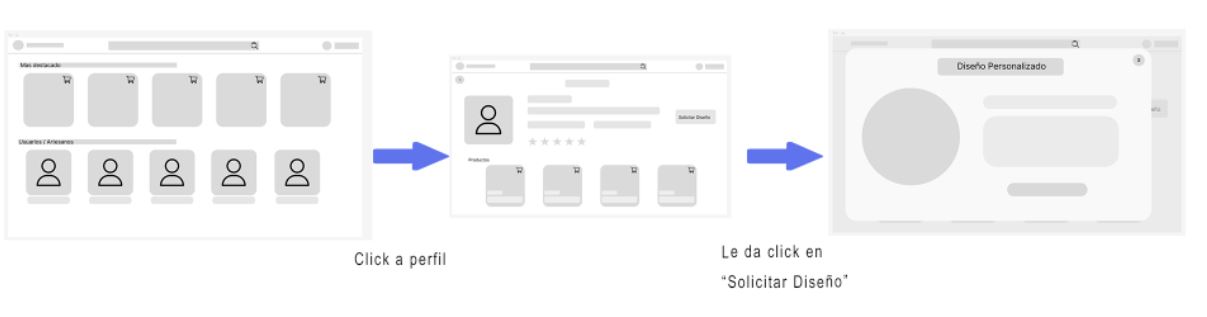 Mas destacado
Usuarios / Artesanos
Click a perfil
Solicitar Diseño
Productos
Le da click en
“Solicitar Diseño”
Diseño Personalizado
X